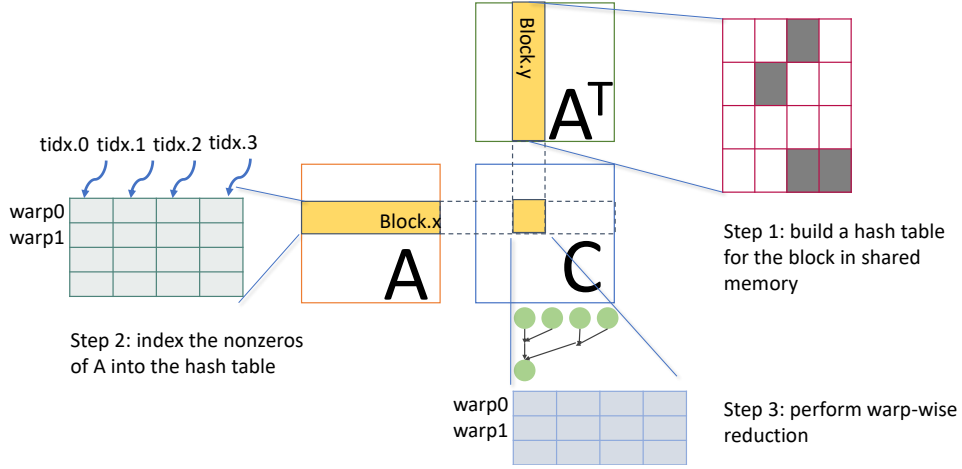 Block.y
A^T
tidx.0 tidx.1 tidx.2 tidx.3
warp0
warp1
Block.x
A
C
Step 1: build a hash table
for the block in shared
memory
Step 2: index the nonzeros
of A into the hash table
warp0
warp1
Step 3: perform warp-wise
reduction